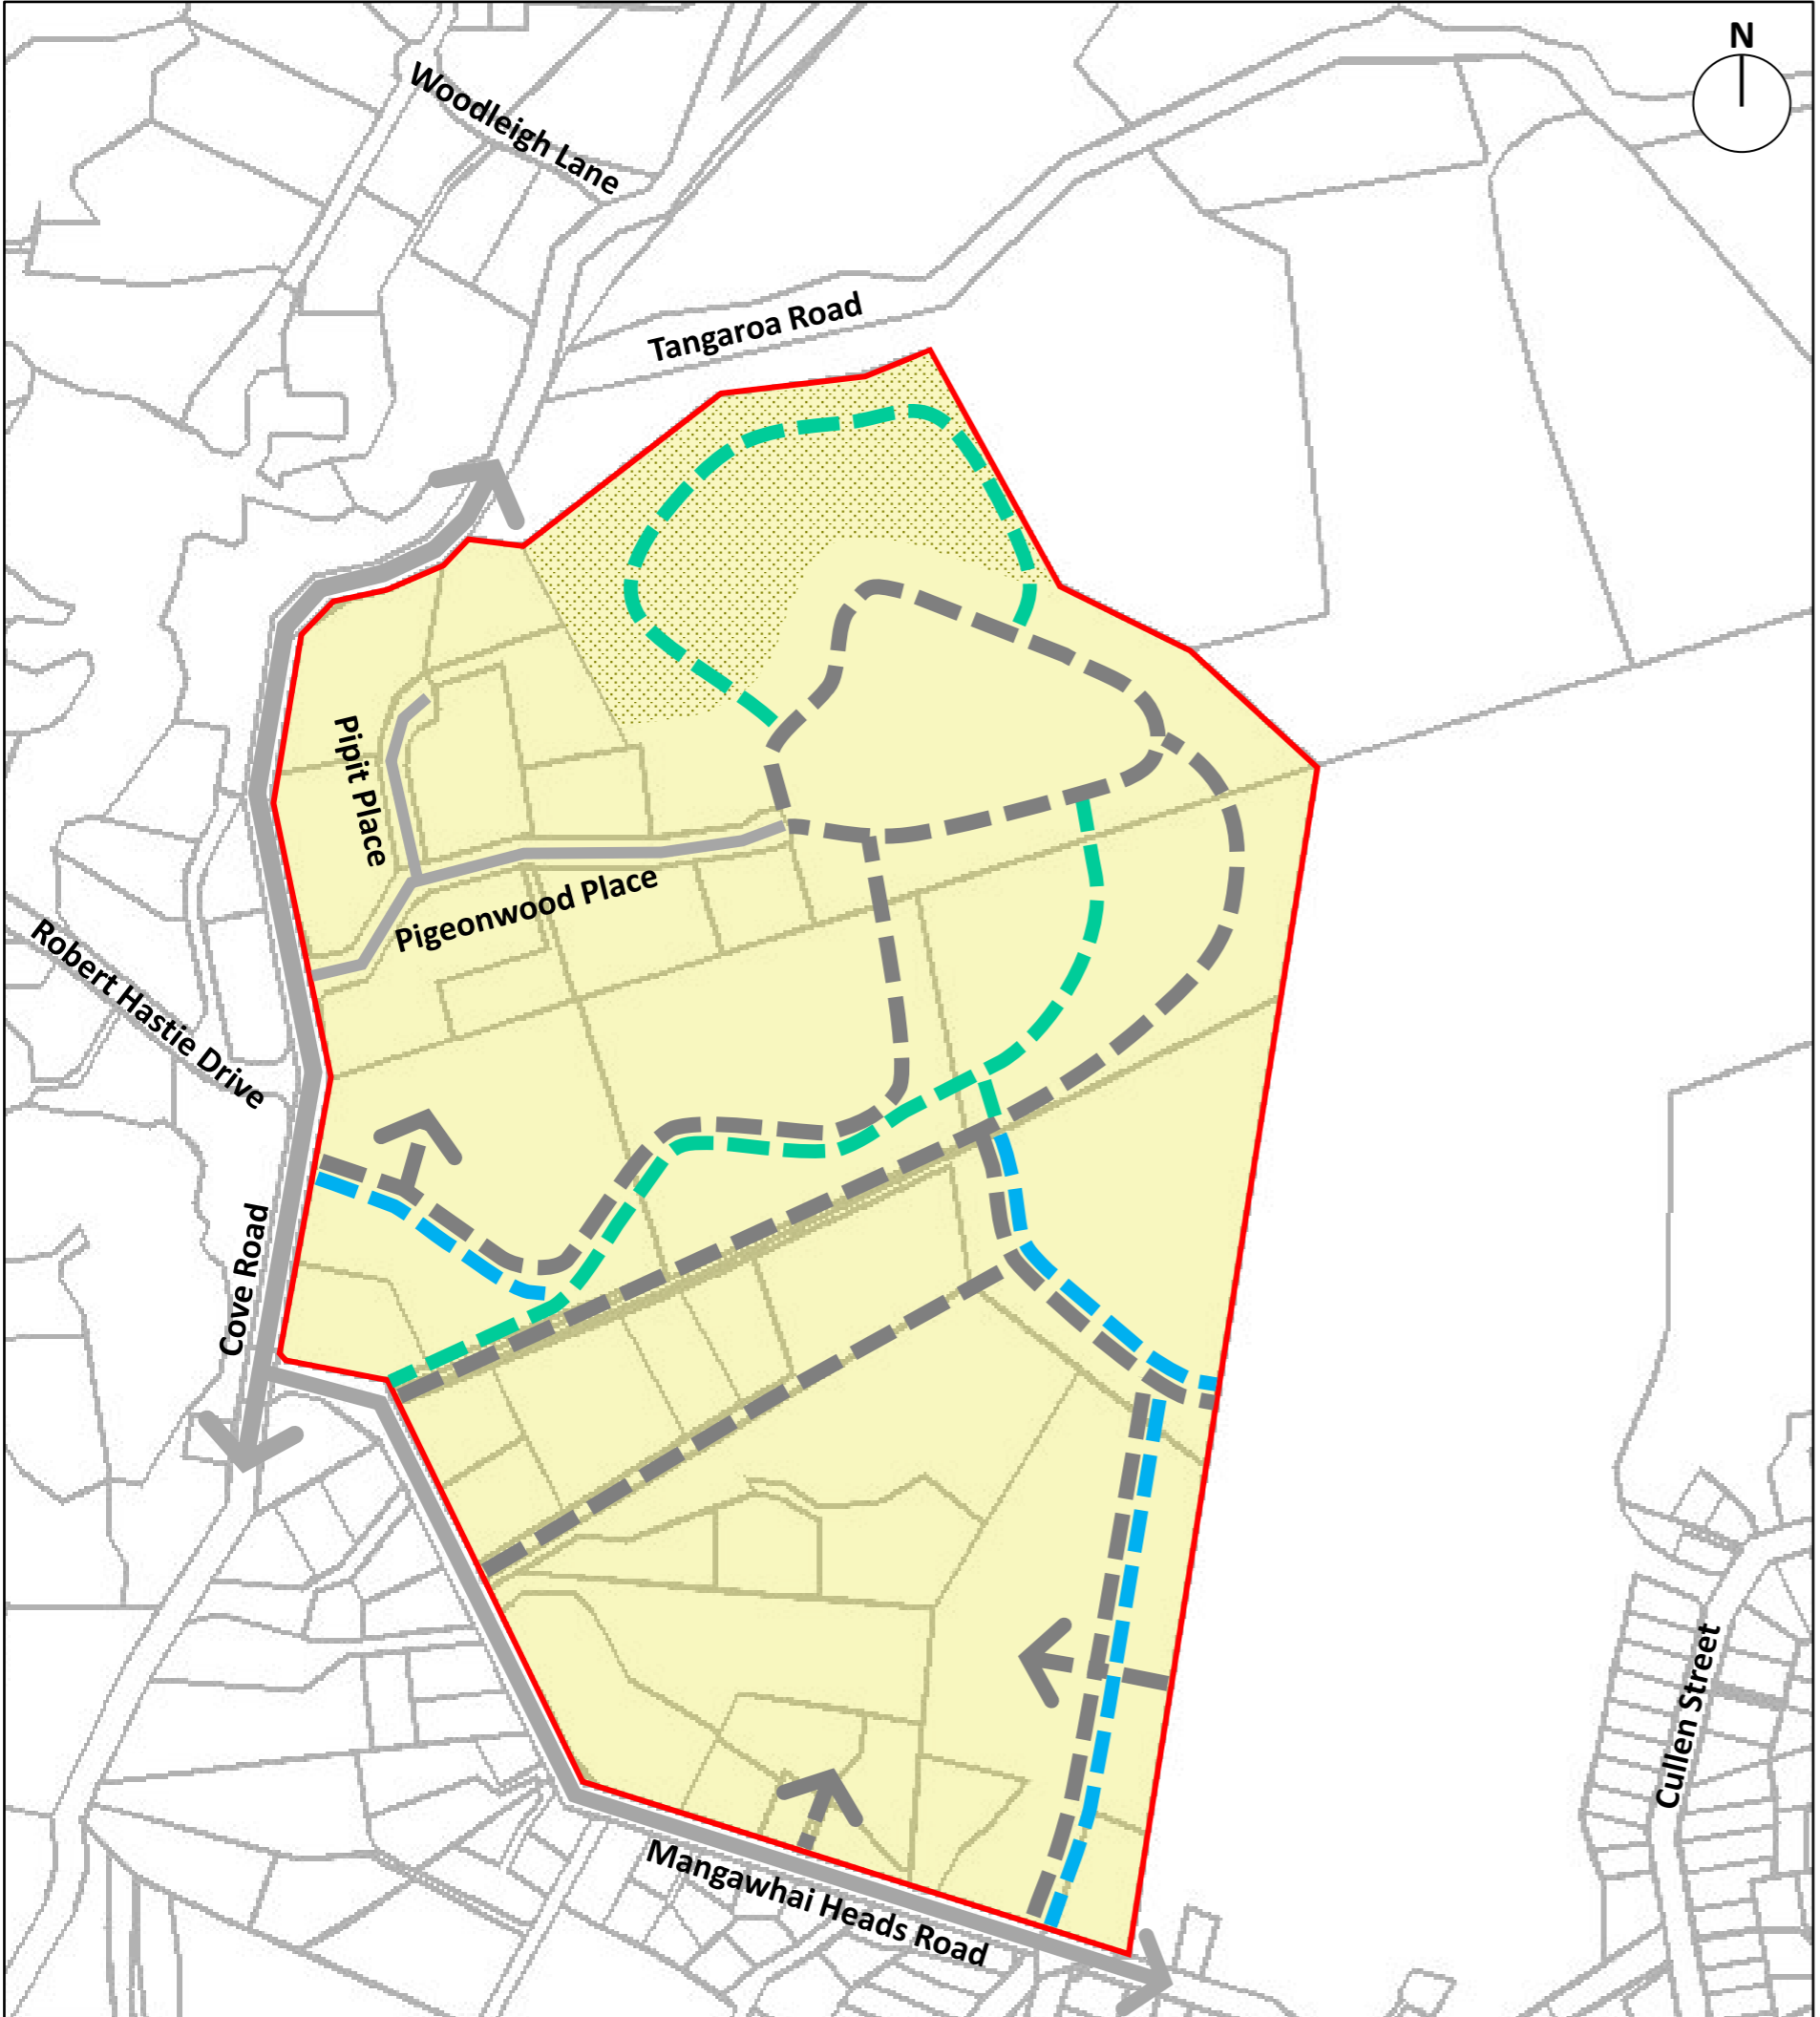 N
Woodleigh Lane
Tangaroa Road
Pipit Place
Pigeonwood Place
Robert Hastie Drive
Cove Road
Cullen Street
Mangawhai Heads Road